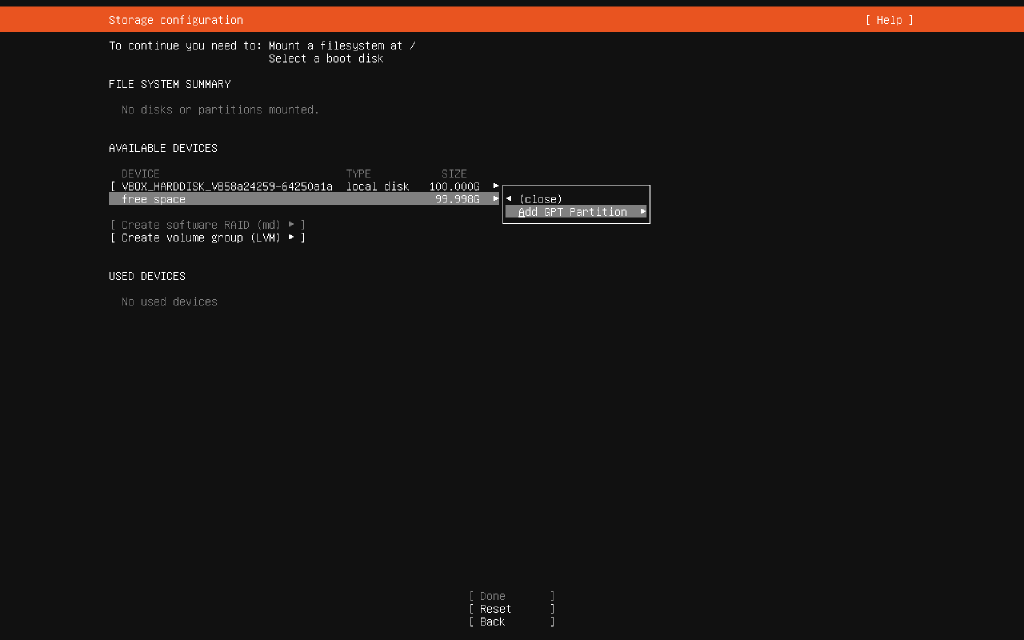 Storage configuration [ Help ]
To continue you need to: Mount a filesystem at /
Select a boot disk
FILE SYSTEM SUMMARY
No disks or partitions mounted.
AVAILABLE DEVICES
DEVICE TYPE SIZE
[ VBOX_HARDDISK_VB58a24259-64250a1a local disk 100.000G ▸
free space 99.998G ▸
◂ (close)
Add GPT Partition ▸
[ Create software RAID (md) ▸ ]
[ Create volume group (LVM) ▸ ]
USED DEVICES
No used devices
[ Done ]
[ Reset ]
[ Back ]